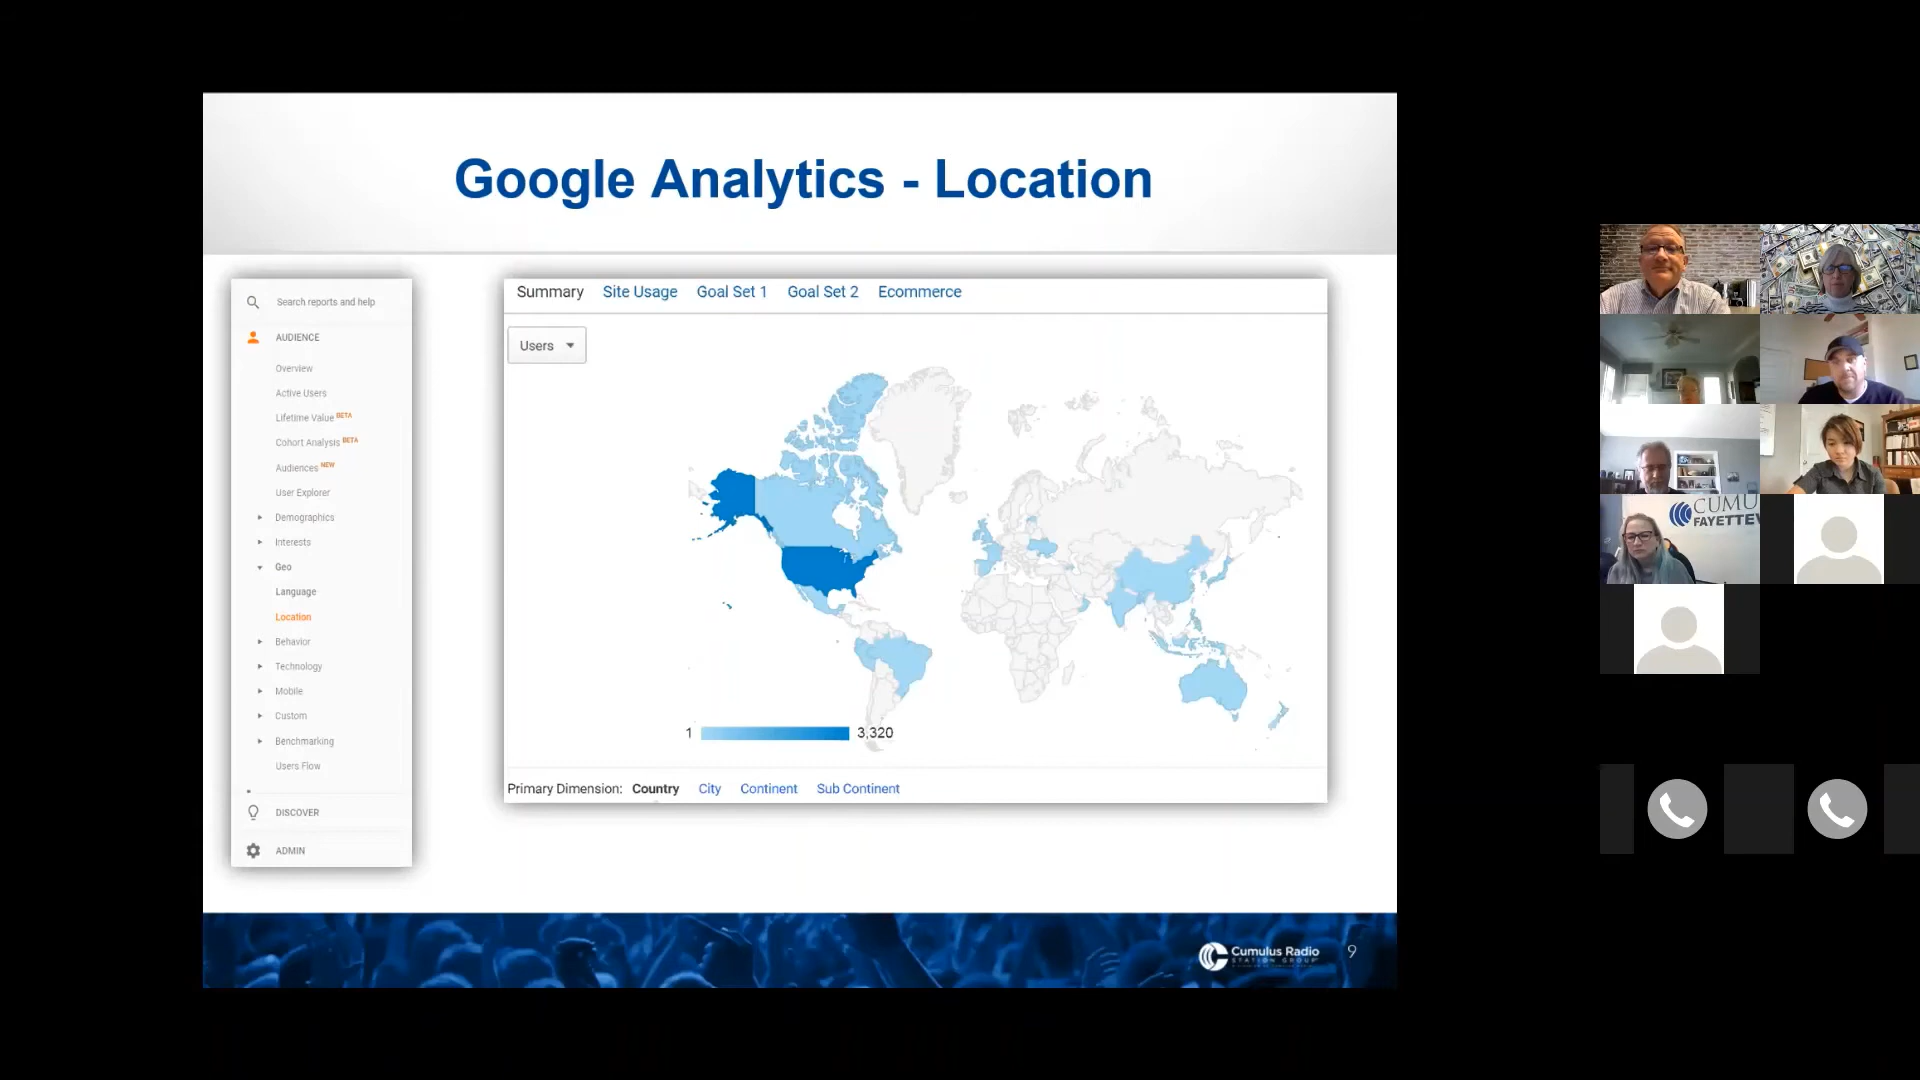 Google Analytics - Location
Search reports and help
AUDIENCE
Overview
Active Users
Lifetime Value BETA
Cohort Analysis BETA
Audiences NEW
User Explorer
Demographics
Interests
Geo
Language
Location
Behavior
Technology
Mobile
Custom
Benchmarking
Users Flow
DISCOVER
ADMIN
Summary Site Usage Goal Set 1 Goal Set 2 Ecommerce
Users
1 3,320
Primary Dimension: Country City Continent Sub Continent
Cumulus Radio
STATION GROUP
9
CUMU
FAYETTEV